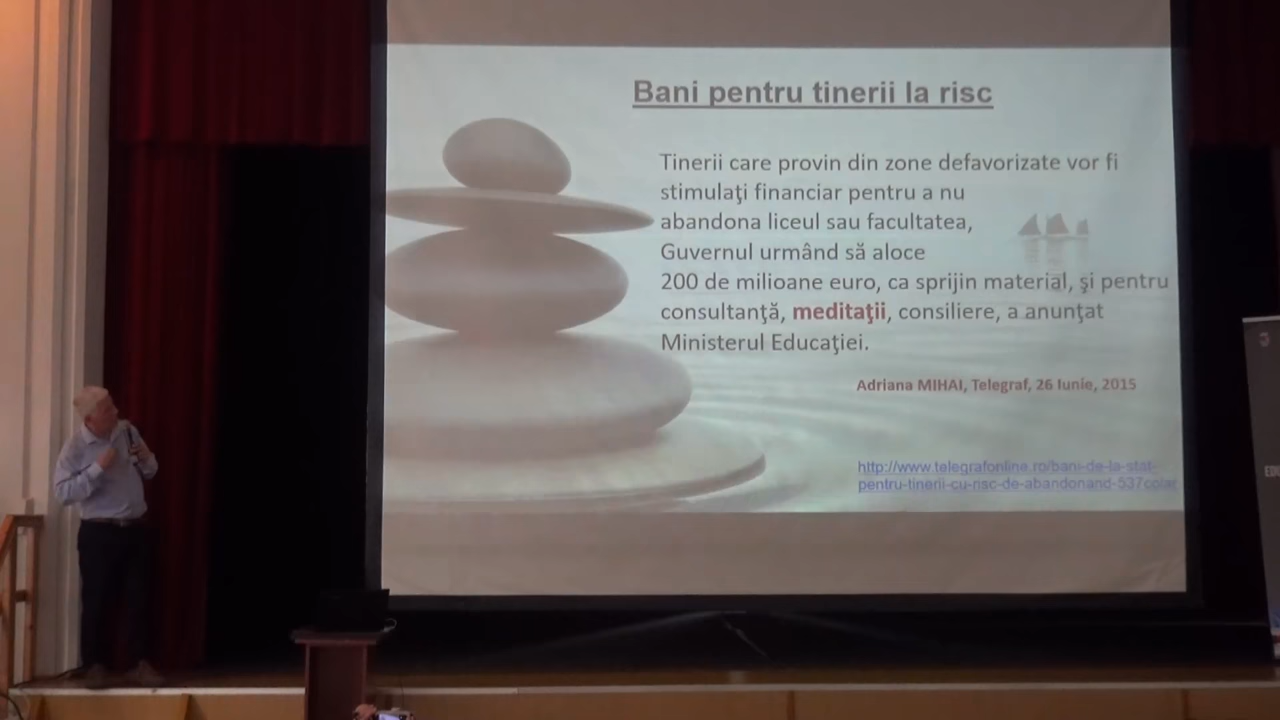 Bani pentru tinerii la risc
Tinerii care provin din zone defavorizate vor fi
stimulaţi financiar pentru a nu
abandona liceul sau facultatea,
Guvernul urmând să aloce
200 de milioane euro, ca sprijin material, şi pentru
consultanţă, meditaţii, consiliere, a anunţat
Ministerul Educaţiei.
Adriana MIHAI, Telegraf, 26 Iunie, 2015
http://www.telegrafonline.ro/bani-de-la-stat-
pentru-tinerii-cu-risc-de-abandonand-537colar